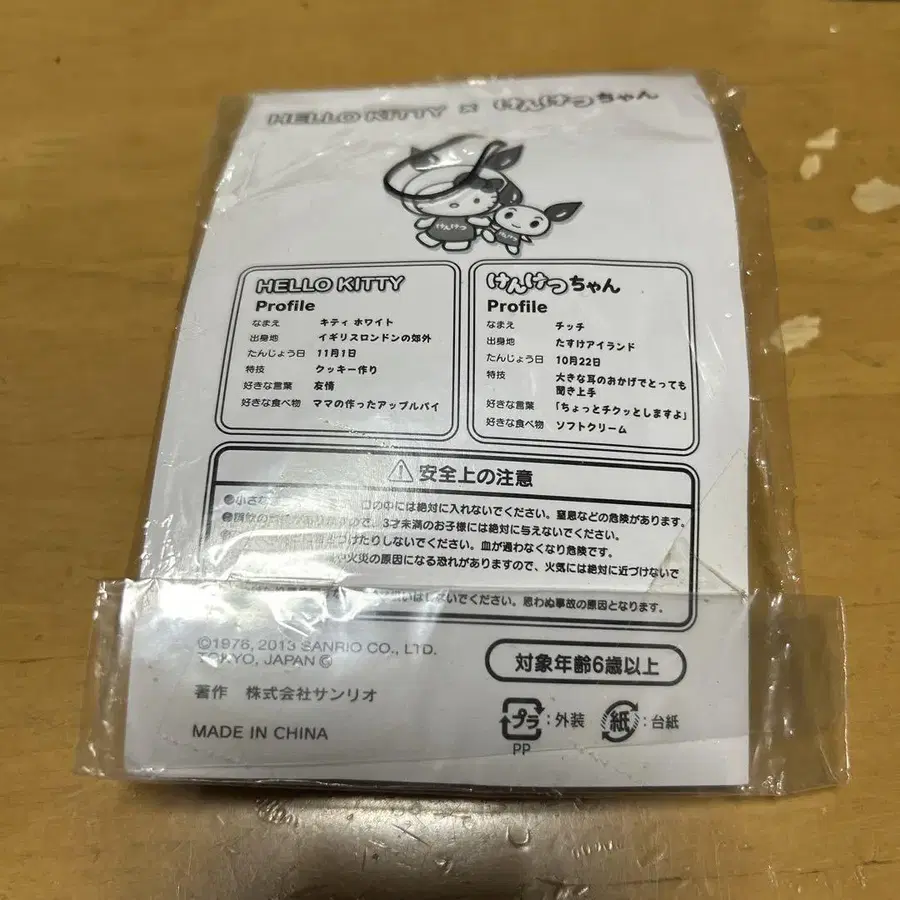 HELLO KITTY × けんけつちゃん
けんけつ
けんけつ
HELLO KITTY
Profile
なまえ キティ ホワイト
出身地 イギリスロンドンの郊外
たんじょう日 11月1日
特技 クッキー作り
好きな言葉 友情
好きな食べ物 ママの作ったアップルパイ
けんけつちゃん
Profile
なまえ チッチ
出身地 たすけアイランド
たんじょう日 10月22日
特技 大きな耳のおかげでとっても
聞き上手
好きな言葉 「ちょっとチクッとしますよ」
好きな食べ物 ソフトクリーム
安全上の注意
●小さな 口の中には絶対に入れないでください。窒息などの危険があります。
● ので、3才未満のお子様には絶対に与えないでください。
つけたりしないでください。血が通わなくなり危険です。
や火災の原因になる恐れがありますので、火気には絶対に近づけないで
はしないでください。思わぬ事故の原因となります。
©1976, 2013 SANRIO CO., LTD.
TOKYO, JAPAN Ⓛ
著作 株式会社サンリオ
MADE IN CHINA
対象年齢6歳以上
プラ:外装 紙:台紙
PP